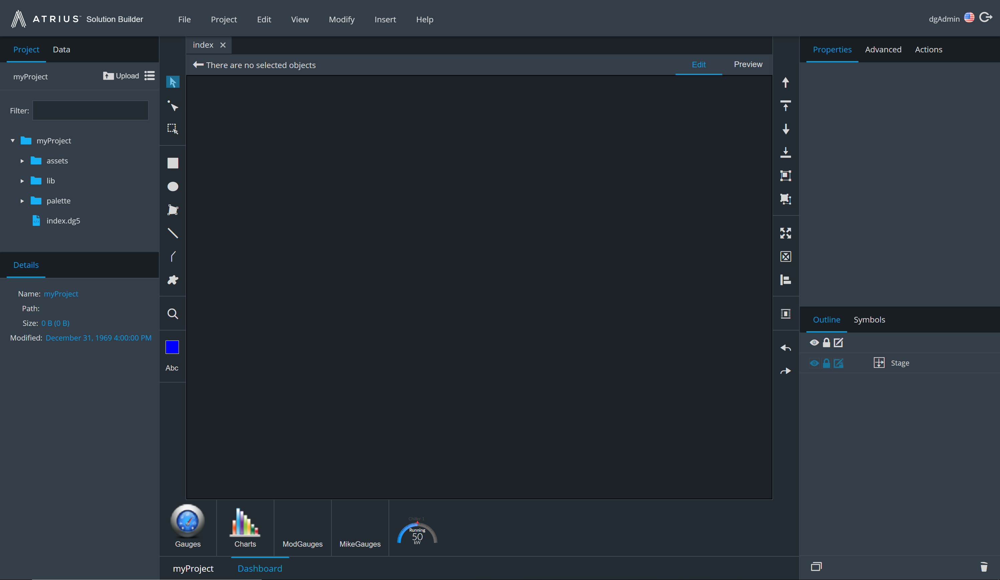 ATRIUS™ Solution Builder
File Project Edit View Modify Insert Help
dgAdmin
Project Data
myProject Upload
Filter:
myProject
assets
lib
palette
index.dg5
Details
Name: myProject
Path:
Size: 0 B (0 B)
Modified: December 31, 1969 4:00:00 PM
index
There are no selected objects
Edit Preview
Abc
Gauges
Charts
ModGauges
MikeGauges
Chiller 1
Running
50
kW
myProject Dashboard
Properties Advanced Actions
Outline Symbols
Stage